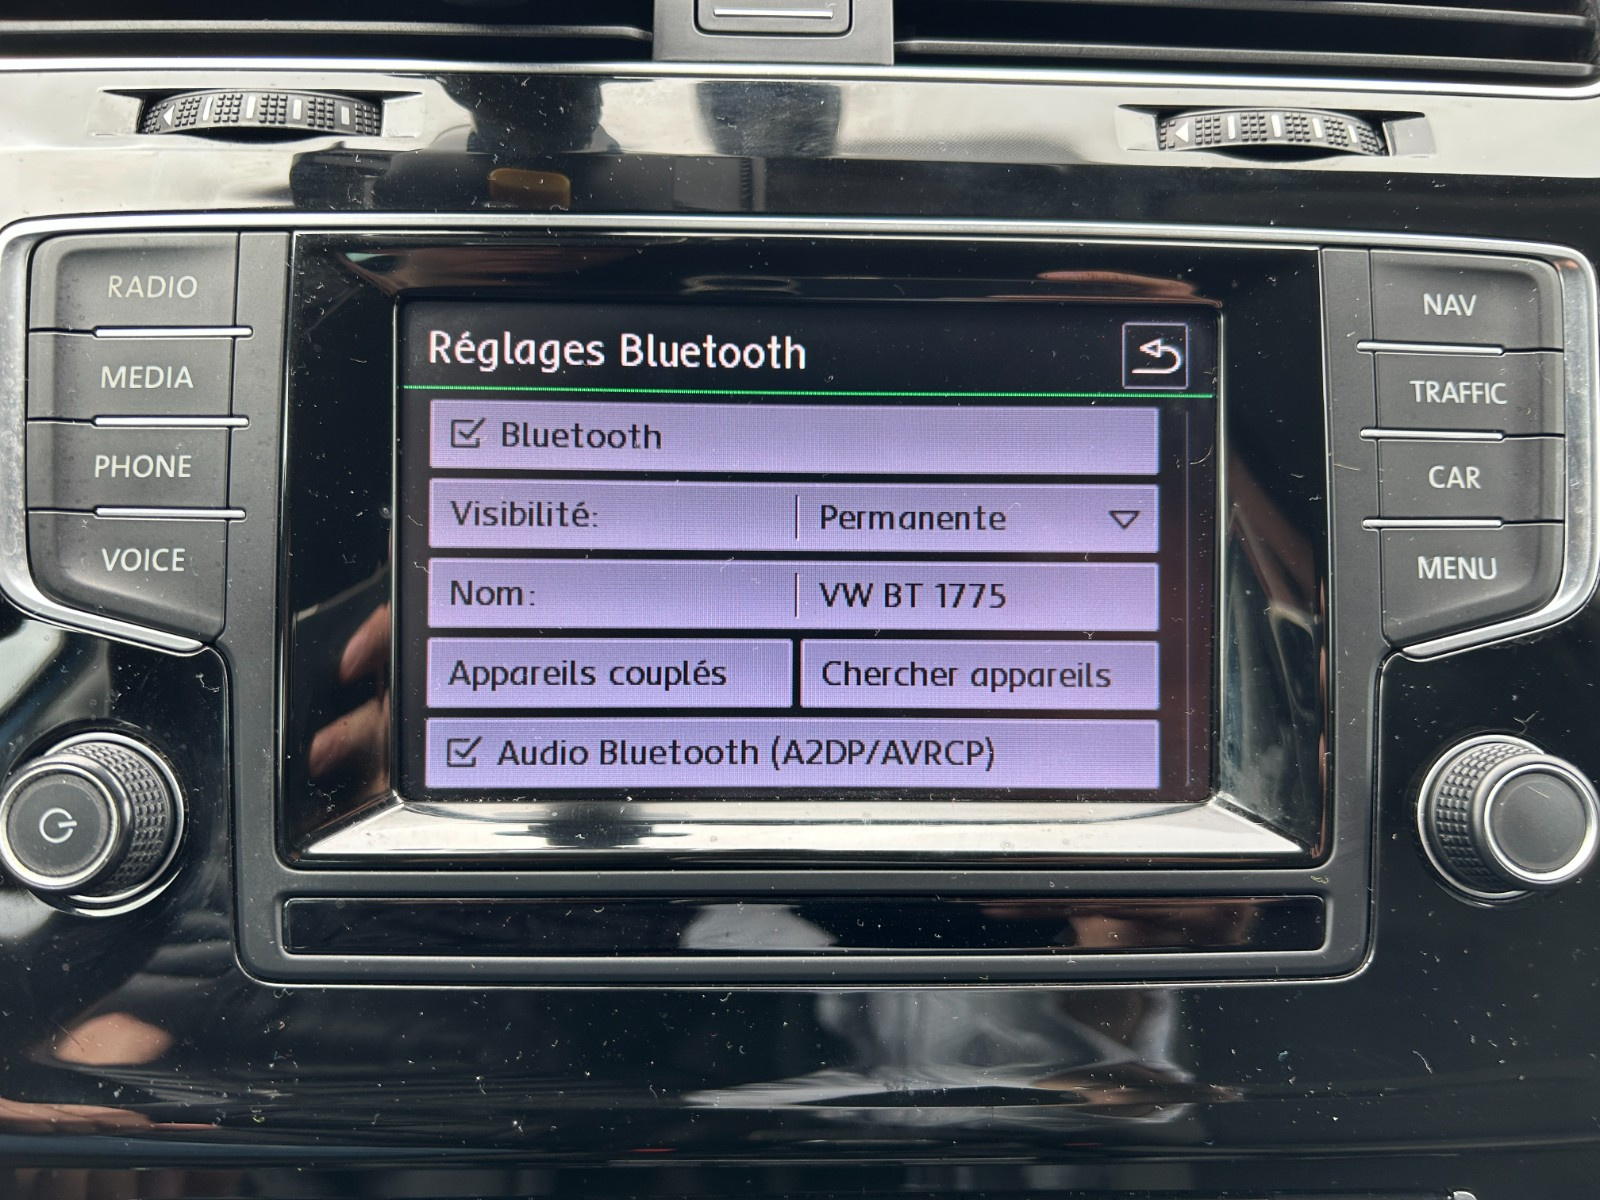 RADIO
MEDIA
PHONE
VOICE
Réglages Bluetooth
Bluetooth
Visibilité: Permanente
Nom: VW BT 1775
Appareils couplés Chercher appareils
Audio Bluetooth (A2DP/AVRCP)
NAV
TRAFFIC
CAR
MENU